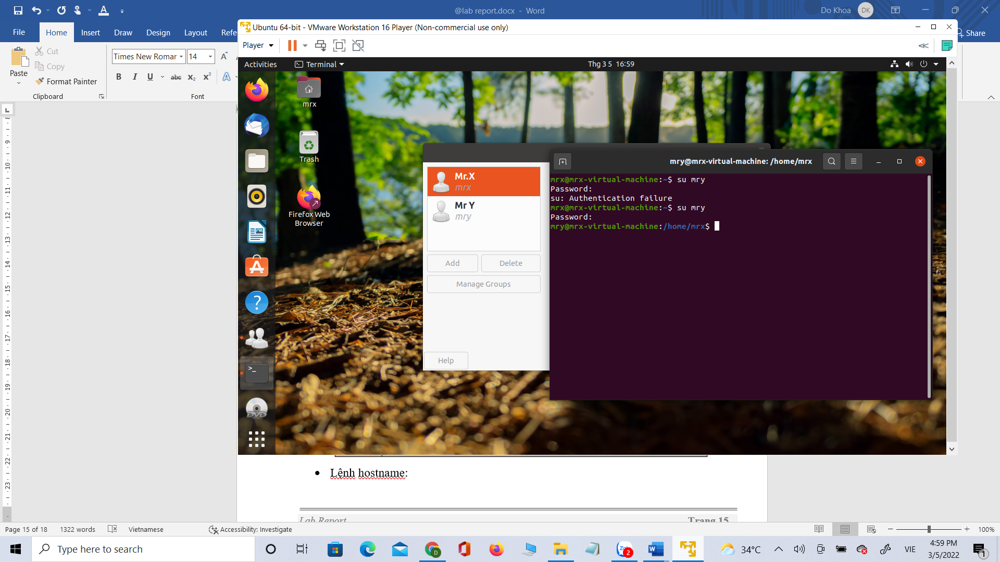 @lab report.docx - Word
Do Khoa
DK
File
Home
Insert
Draw
Design
Layout
Refe
Share
Paste
Cut
Copy
Format Painter
Clipboard
Times New Romar
14
Font
Ubuntu 64-bit - VMware Workstation 16 Player (Non-commercial use only)
Player
Activities
Terminal
Thg 3 5 16:59
mrx
Trash
Firefox Web
Browser
Mr.X
mrx
Mr Y
mry
Add
Delete
Manage Groups
Help
mry@mrx-virtual-machine: /home/mrx
mrx@mrx-virtual-machine:~$ su mry
Password:
su: Authentication failure
mrx@mrx-virtual-machine:~$ su mry
Password:
mry@mrx-virtual-machine:/home/mrx$
Lệnh hostname:
Lab Report
Trang 15
Page 15 of 18
1322 words
Vietnamese
Accessibility: Investigate
100%
Type here to search
34°C
VIE
4:59 PM
3/5/2022